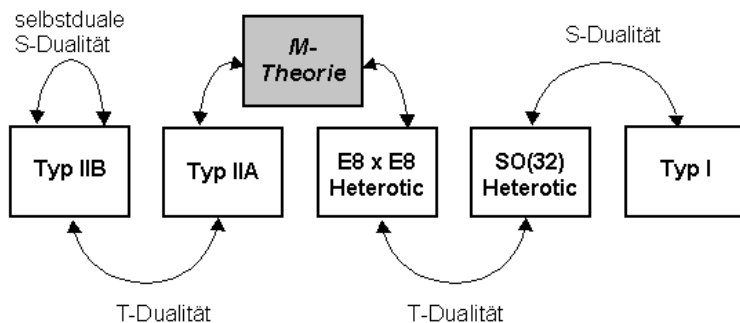 selbstduale
S-Dualität
M-
Theorie
S-Dualität
Typ IIB
Typ IIA
E8 x E8
Heterotic
SO(32)
Heterotic
Typ I
T-Dualität
T-Dualität